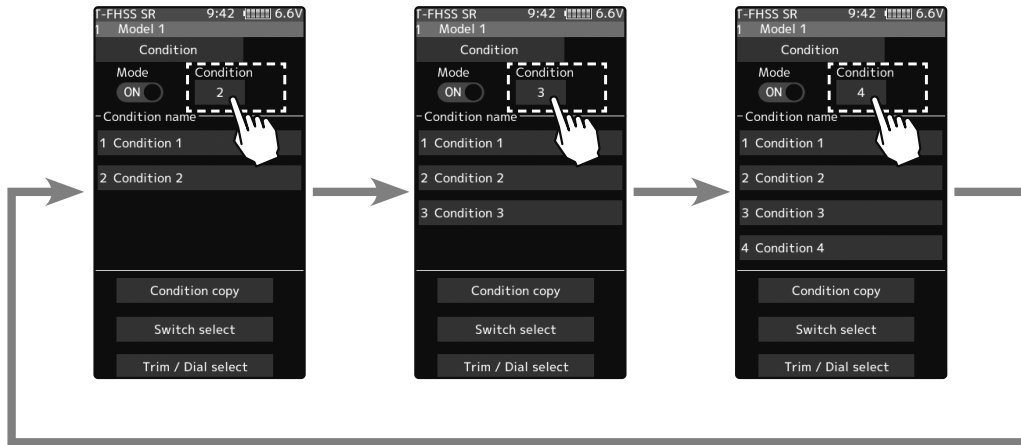 T-FHSS SR 9:42 6.6V
1 Model 1
Condition
Mode Condition
ON 2
Condition name
1 Condition 1
2 Condition 2
Condition copy
Switch select
Trim / Dial select
T-FHSS SR 9:42 6.6V
1 Model 1
Condition
Mode Condition
ON 3
Condition name
1 Condition 1
2 Condition 2
3 Condition 3
Condition copy
Switch select
Trim / Dial select
T-FHSS SR 9:42 6.6V
1 Model 1
Condition
Mode Condition
ON 4
Condition name
1 Condition 1
2 Condition 2
3 Condition 3
4 Condition 4
Condition copy
Switch select
Trim / Dial select